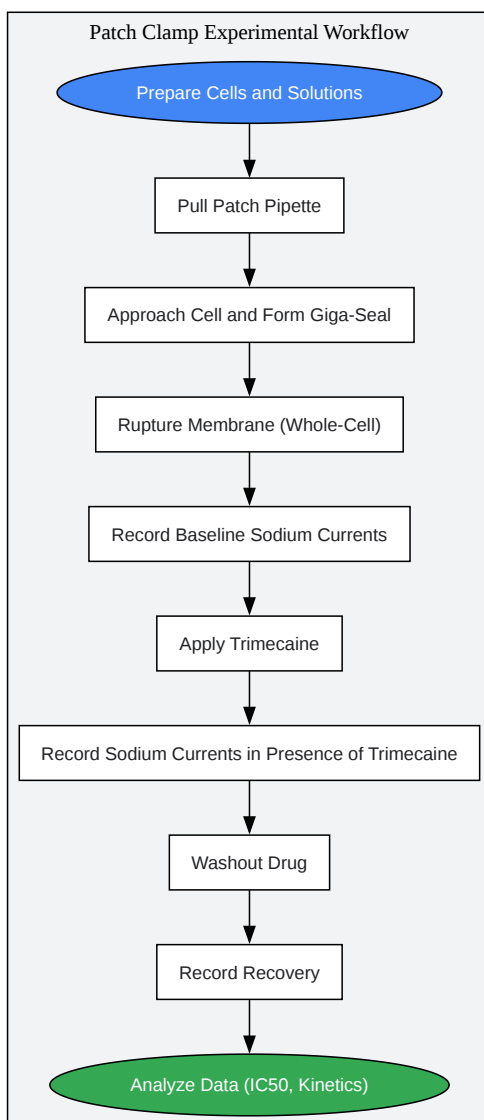 Patch Clamp Experimental Workflow
Prepare Cells and Solutions
Pull Patch Pipette
Approach Cell and Form Giga-Seal
Rupture Membrane (Whole-Cell)
Record Baseline Sodium Currents
Apply Trimecaine
Record Sodium Currents in Presence of Trimecaine
Washout Drug
Record Recovery
Analyze Data (IC50, Kinetics)